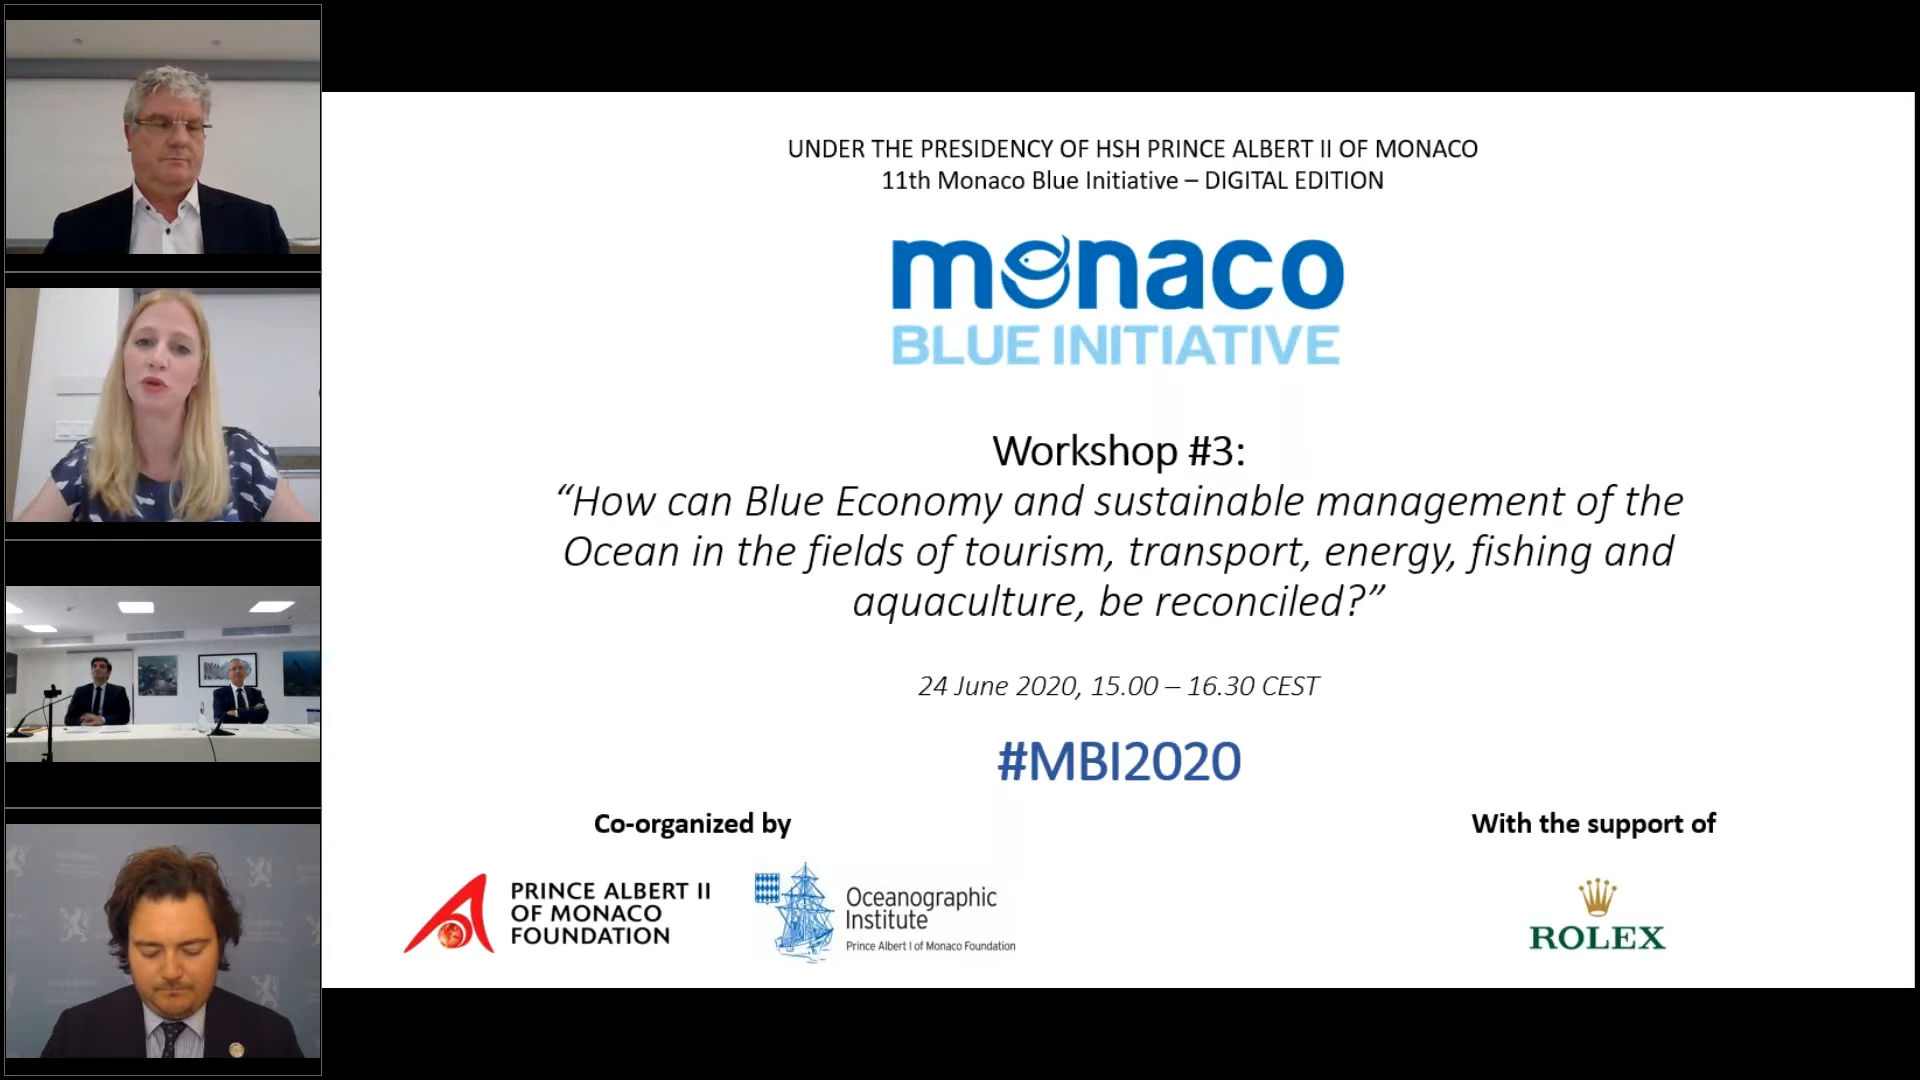 UNDER THE PRESIDENCY OF HSH PRINCE ALBERT II OF MONACO
11th Monaco Blue Initiative – DIGITAL EDITION
monaco
BLUE INITIATIVE
Workshop #3:
“How can Blue Economy and sustainable management of the
Ocean in the fields of tourism, transport, energy, fishing and
aquaculture, be reconciled?”
24 June 2020, 15.00 – 16.30 CEST
#MBI2020
Co-organized by
With the support of
PRINCE ALBERT II
OF MONACO
FOUNDATION
Oceanographic
Institute
Prince Albert I of Monaco Foundation
ROLEX